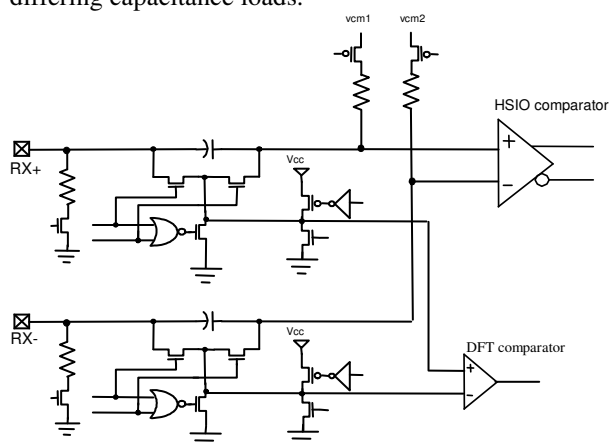 differing capacitance loads.
vcm1 vcm2
HSIO comparator
RX+
+
-
Vcc
RX-
Vcc
DFT comparator
+
-